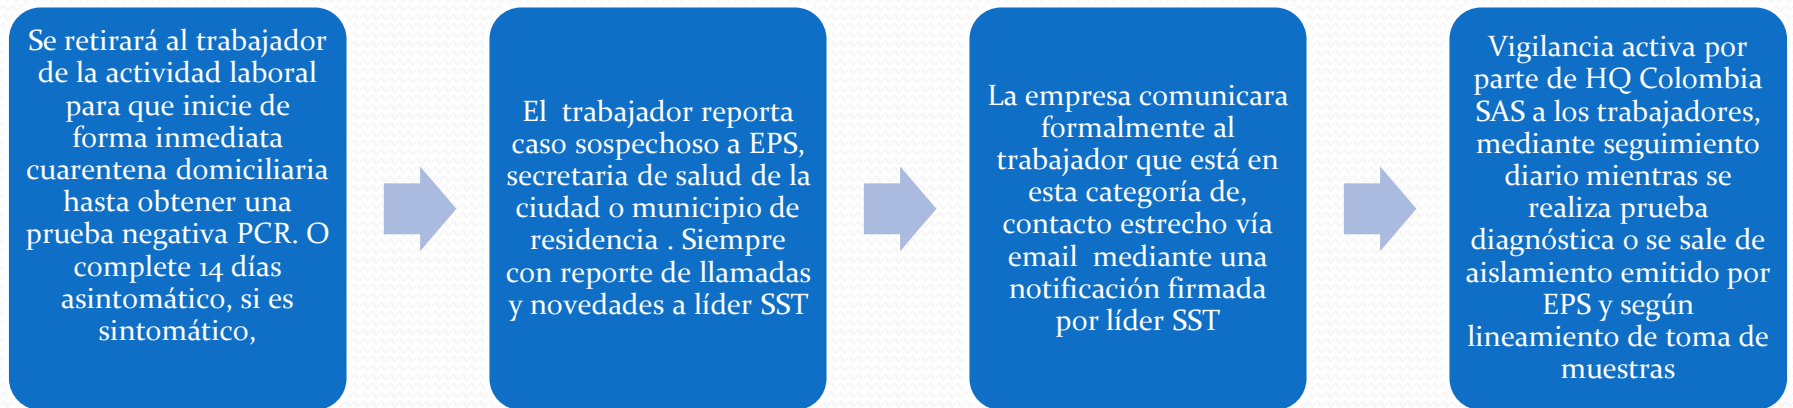 Se retirará al trabajador
de la actividad laboral
para que inicie de
forma inmediata
cuarentena domiciliaria
hasta obtener una
prueba negativa PCR. O
complete 14 días
asintomático, si es
sintomático,
El trabajador reporta
caso sospechoso a EPS,
secretaria de salud de la
ciudad o municipio de
residencia . Siempre
con reporte de llamadas
y novedades a líder SST
La empresa comunicara
formalmente al
trabajador que está en
esta categoría de,
contacto estrecho vía
email mediante una
notificación firmada
por líder SST
Vigilancia activa por
parte de HQ Colombia
SAS a los trabajadores,
mediante seguimiento
diario mientras se
realiza prueba
diagnóstica o se sale de
aislamiento emitido por
EPS y según
lineamiento de toma de
muestras